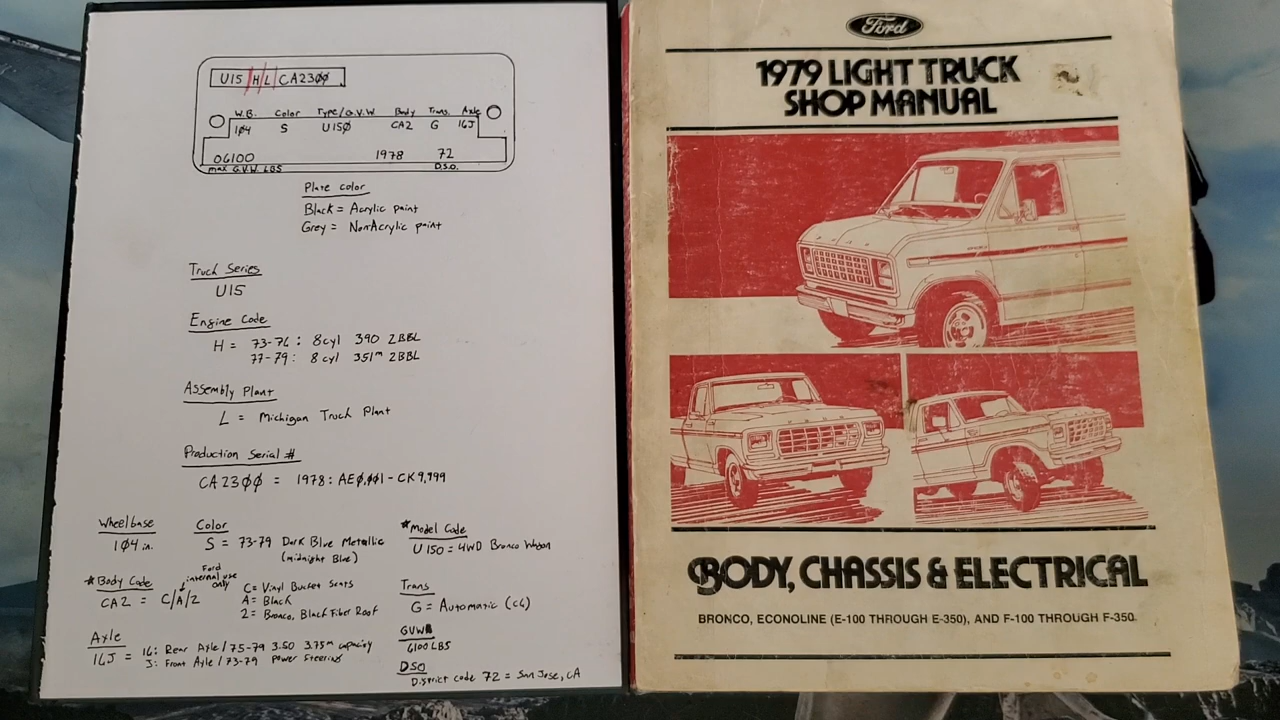 U15 H L CA2300
W.B. Color Type/G.V.W Body Trans. Axle
104 S U150 CA2 G 16J
06100 1978 72
max G.V.W LBS D.S.O.
Plate color
Black = Acrylic paint
Grey = NonAcrylic paint
Truck Series
U15
Engine Code
H = 73-76: 8cyl 390 2BBL
77-79: 8cyl 351m 2BBL
Assembly Plant
L = Michigan Truck Plant
Production Serial #
CA2300 = 1978: AE0,001 - CK9,999
Wheelbase
104 in.
Color
S = 73-79 Dark Blue Metallic
(midnight Blue)
*Model Code
U150 = 4WD Bronco Wagon
*Body Code
Ford
internal use
only
CA2 = C/A/2
C = Vinyl Bucket Seats
A = Black
2 = Bronco, Black Fiber Roof
Trans
G = Automatic (C6)
Axle
16J = 16: Rear Axle / 75-79 3.50 3.75m capacity
J: Front Axle / 73-79 Power Steering
GVW
6100 LBS
DSO
District code 72 = San Jose, CA
Ford
1979 LIGHT TRUCK
SHOP MANUAL
BODY, CHASSIS & ELECTRICAL
BRONCO, ECONOLINE (E-100 THROUGH E-350), AND F-100 THROUGH F-350.